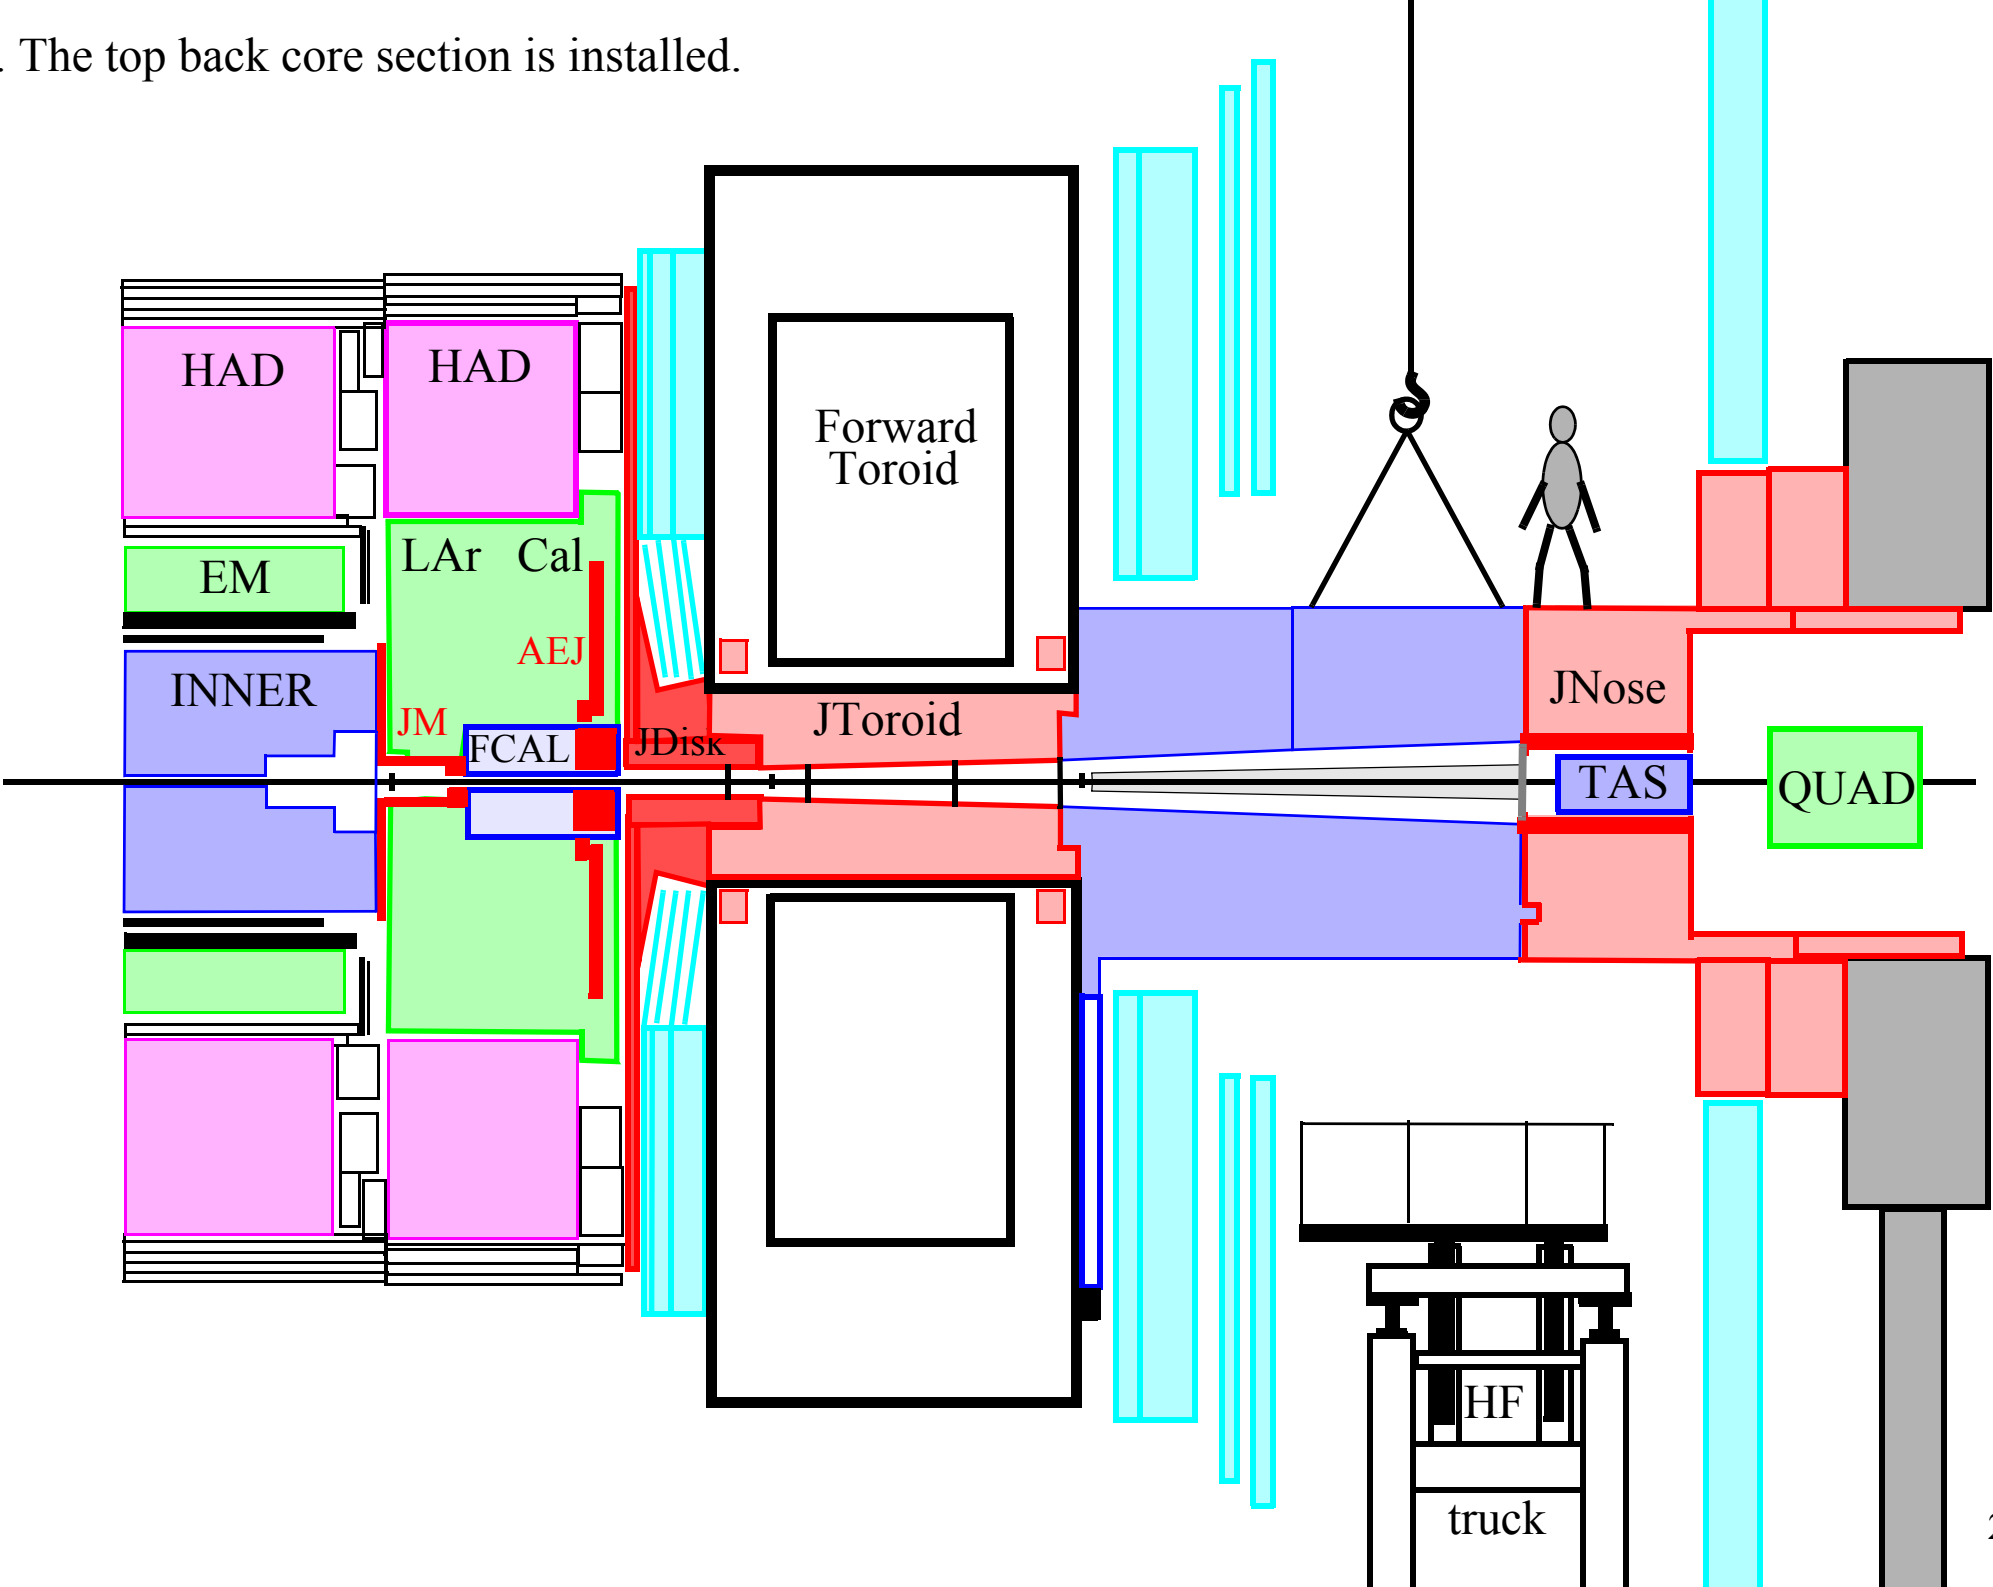 . The top back core section is installed.
HAD
HAD
Forward
Toroid
LAr Cal
EM
AEJ
INNER
JM
FCAL
JDisk
JToroid
JNose
TAS
QUAD
HF
truck